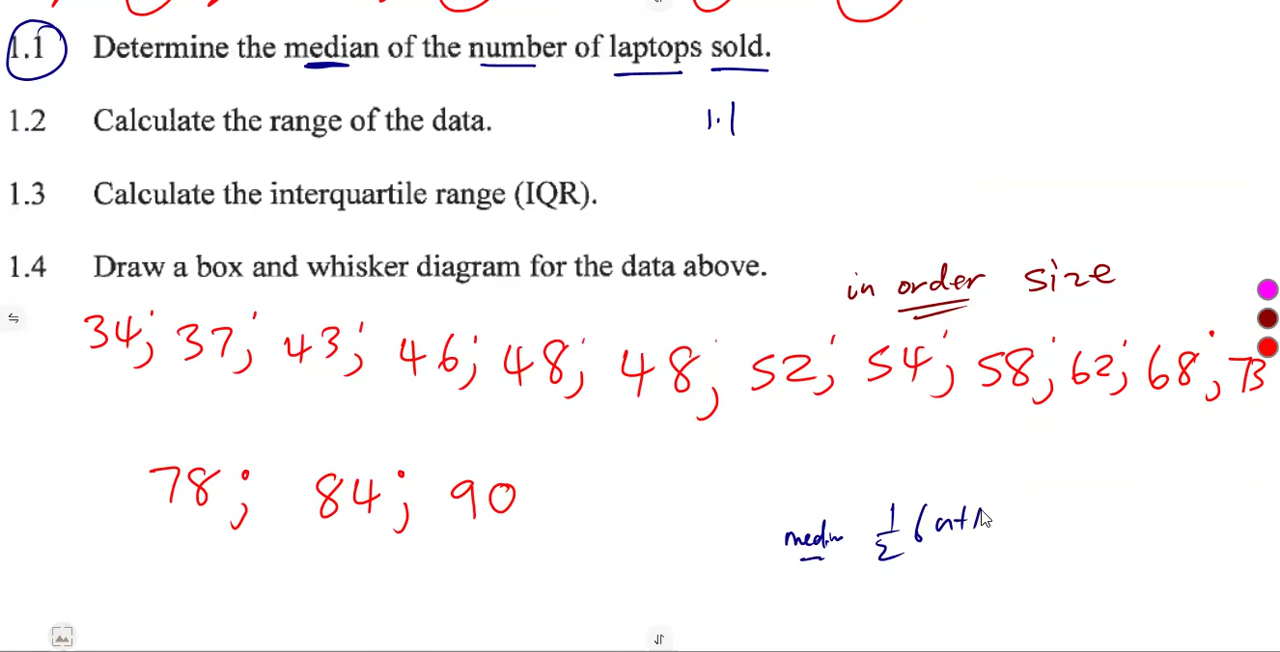 1.1 Determine the median of the number of laptops sold.
1.2 Calculate the range of the data.
1.1
1.3 Calculate the interquartile range (IQR).
1.4 Draw a box and whisker diagram for the data above.
in order size
34; 37; 43; 46; 48; 48; 52; 54; 58; 62; 68; 73
78; 84; 90
median 1/2 (n+1